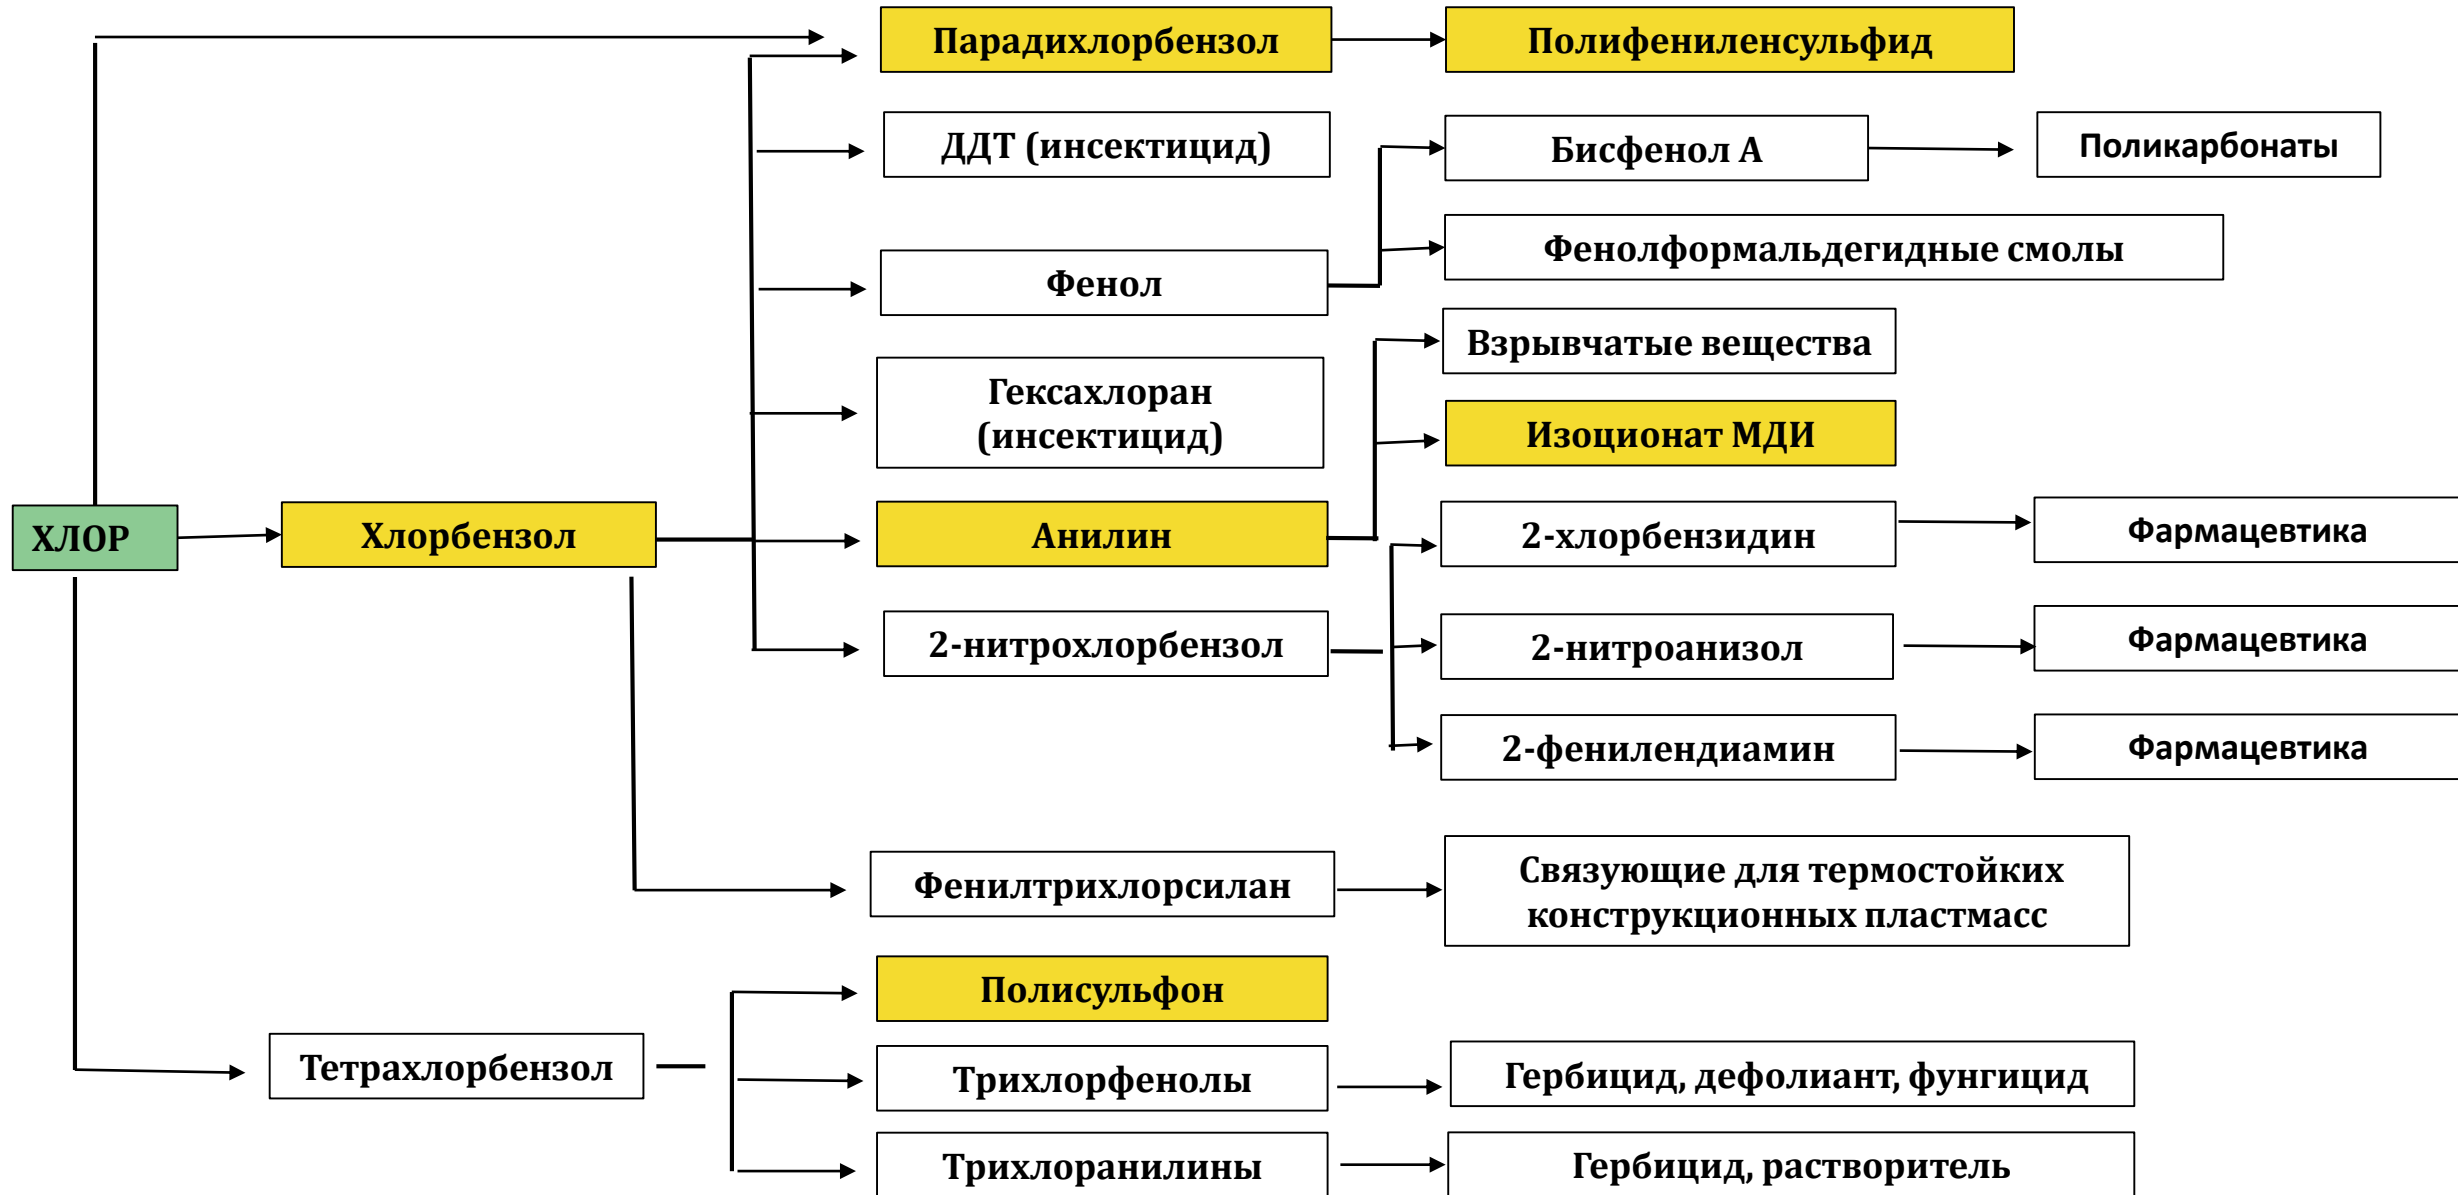 Парадихлорбензол
Полифениленсульфид
ДДТ (инсектицид)
Бисфенол А
Поликарбонаты
Фенолформальдегидные смолы
Фенол
Взрывчатые вещества
Гексахлоран
(инсектицид)
Изоционат МДИ
ХЛОР
Хлорбензол
Анилин
2-хлорбензидин
Фармацевтика
2-нитрохлорбензол
2-нитроанизол
Фармацевтика
2-фенилендиамин
Фармацевтика
Фенилтрихлорсилан
Связующие для термостойких
конструкционных пластмасс
Полисульфон
Тетрахлорбензол
Трихлорфенолы
Гербицид, дефолиант, фунгицид
Трихлоранилины
Гербицид, растворитель